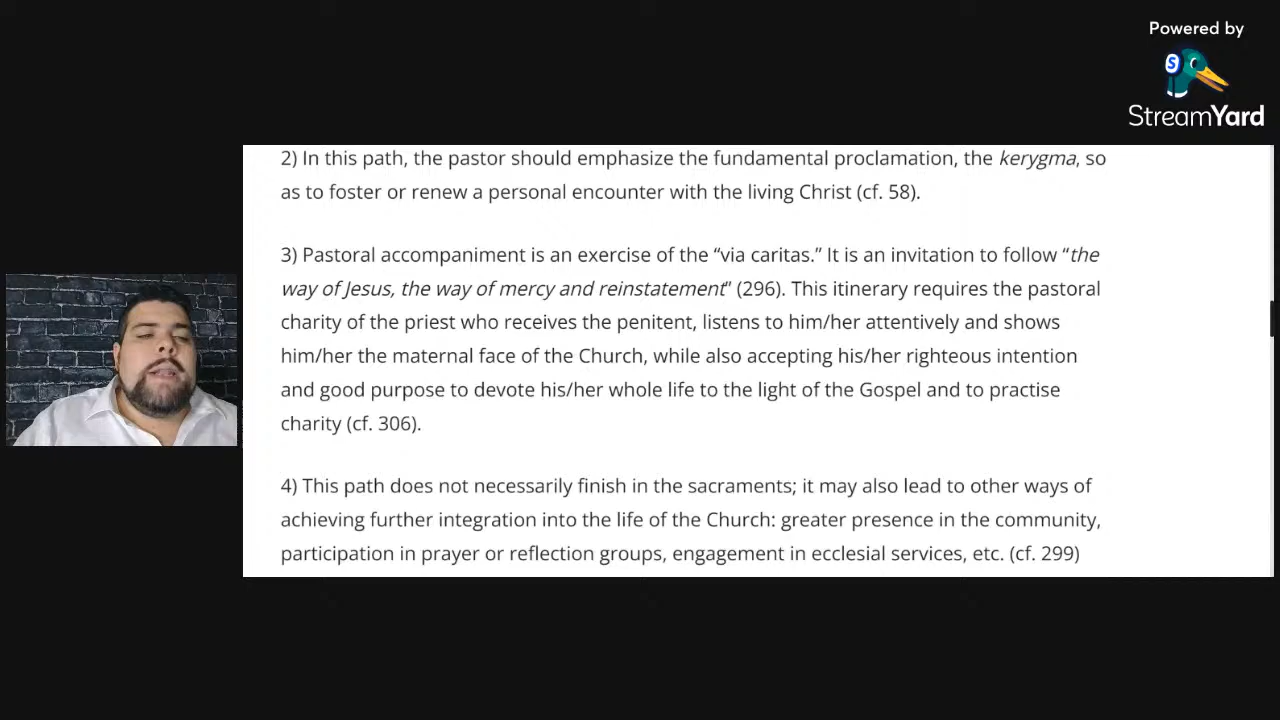 Powered by
StreamYard
2) In this path, the pastor should emphasize the fundamental proclamation, the kerygma, so
as to foster or renew a personal encounter with the living Christ (cf. 58).
3) Pastoral accompaniment is an exercise of the “via caritas.” It is an invitation to follow “the
way of Jesus, the way of mercy and reinstatement” (296). This itinerary requires the pastoral
charity of the priest who receives the penitent, listens to him/her attentively and shows
him/her the maternal face of the Church, while also accepting his/her righteous intention
and good purpose to devote his/her whole life to the light of the Gospel and to practise
charity (cf. 306).
4) This path does not necessarily finish in the sacraments; it may also lead to other ways of
achieving further integration into the life of the Church: greater presence in the community,
participation in prayer or reflection groups, engagement in ecclesial services, etc. (cf. 299)